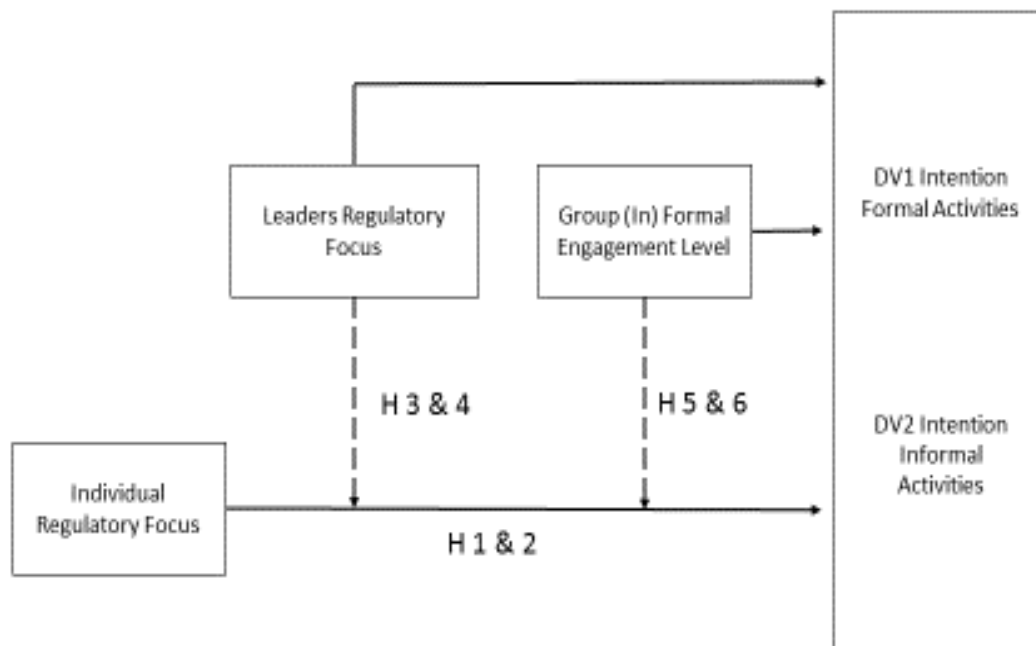 Leaders Regulatory
Focus
Group (In) Formal
Engagement Level
DV1 Intention
Formal Activities
H 3 & 4
H 5 & 6
DV2 Intention
Informal
Activities
Individual
Regulatory Focus
H 1 & 2